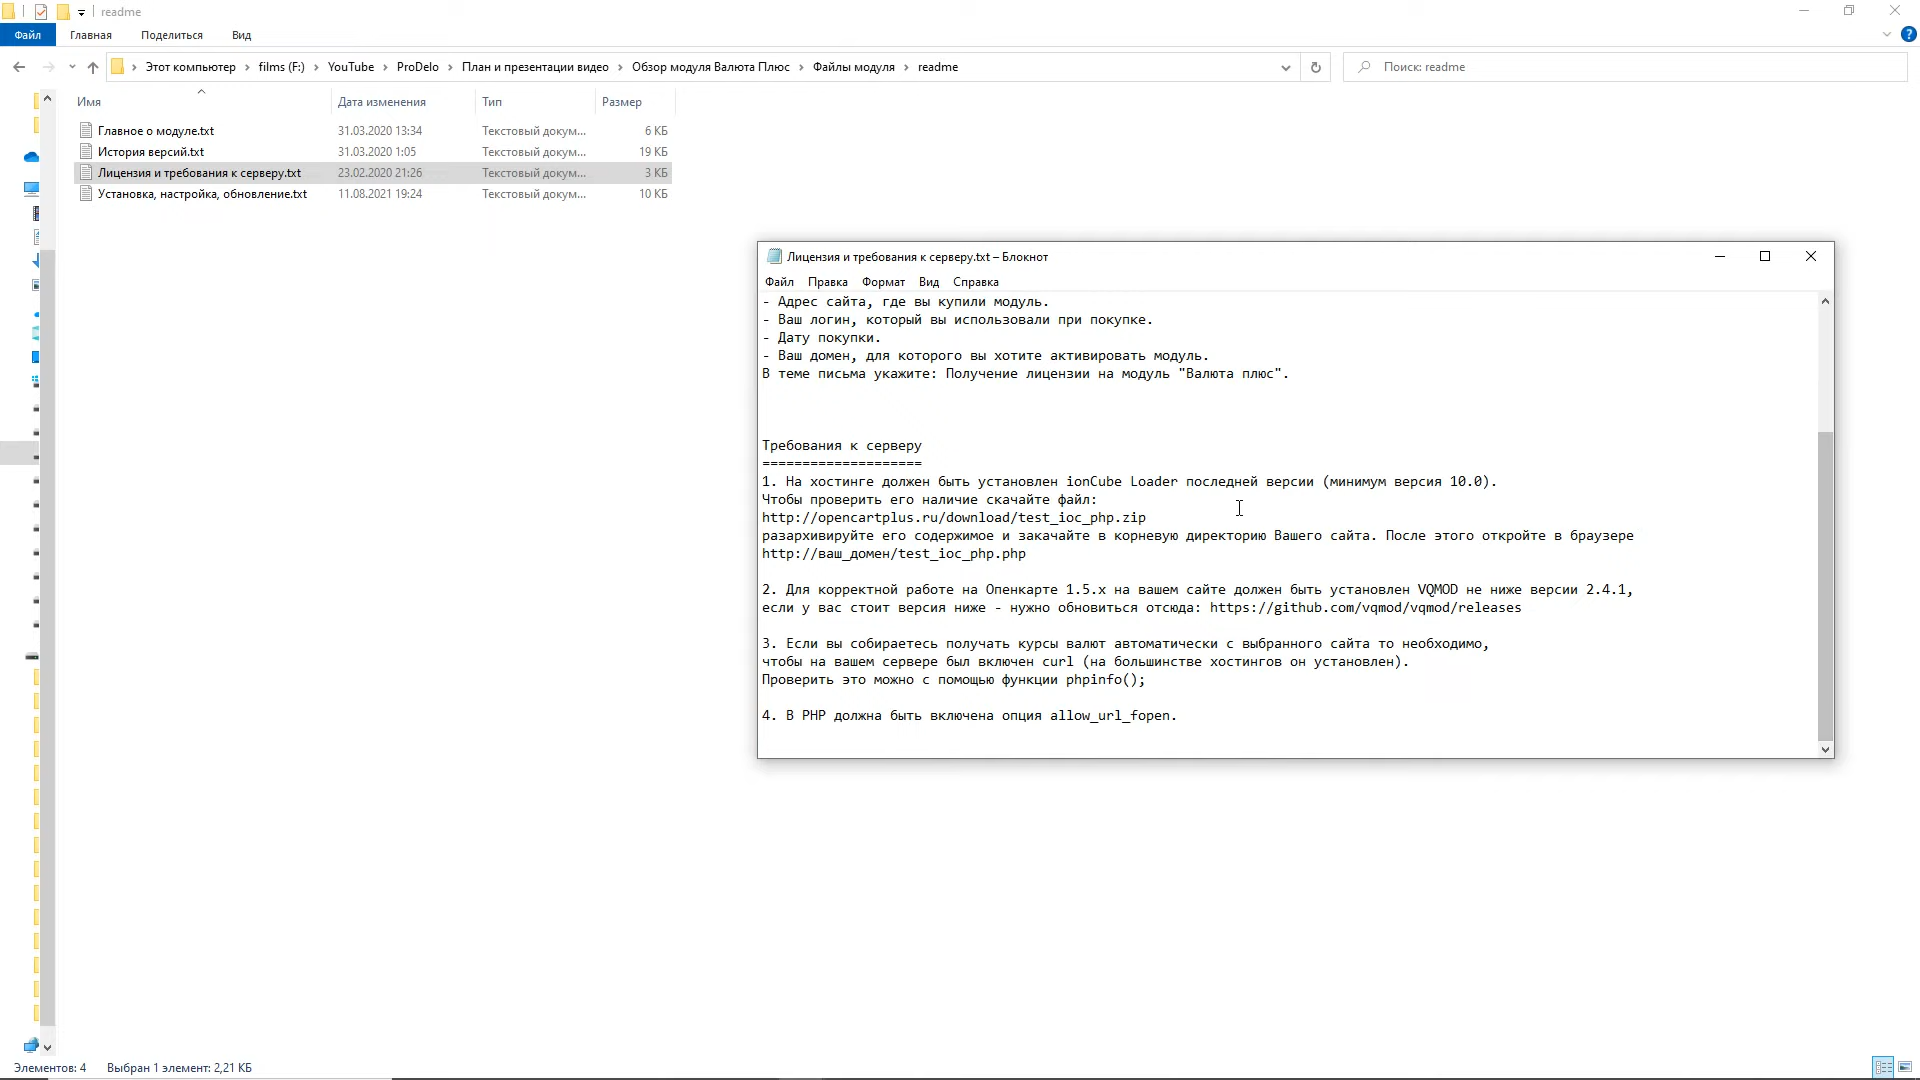 readme
Файл Главная Поделиться Вид
Этот компьютер films (F:) YouTube ProDelo План и презентации видео Обзор модуля Валюта Плюс Файлы модуля readme
Поиск: readme
Имя Дата изменения Тип Размер
Главное о модуле.txt 31.03.2020 13:34 Текстовый докум... 6 КБ
История версий.txt 31.03.2020 1:05 Текстовый докум... 19 КБ
Лицензия и требования к серверу.txt 23.02.2020 21:26 Текстовый докум... 3 КБ
Установка, настройка, обновление.txt 11.08.2021 19:24 Текстовый докум... 10 КБ
Лицензия и требования к серверу.txt – Блокнот
Файл Правка Формат Вид Справка
- Адрес сайта, где вы купили модуль.
- Ваш логин, который вы использовали при покупке.
- Дату покупки.
- Ваш домен, для которого вы хотите активировать модуль.
В теме письма укажите: Получение лицензии на модуль "Валюта плюс".
Требования к серверу
====================
1. На хостинге должен быть установлен ionCube Loader последней версии (минимум версия 10.0).
Чтобы проверить его наличие скачайте файл:
http://opencartplus.ru/download/test_ioc_php.zip
разархивируйте его содержимое и закачайте в корневую директорию Вашего сайта. После этого откройте в браузере
http://ваш_домен/test_ioc_php.php
2. Для корректной работе на Опенкарте 1.5.x на вашем сайте должен быть установлен VQMOD не ниже версии 2.4.1,
если у вас стоит версия ниже - нужно обновиться отсюда: https://github.com/vqmod/vqmod/releases
3. Если вы собираетесь получать курсы валют автоматически с выбранного сайта то необходимо,
чтобы на вашем сервере был включен curl (на большинстве хостингов он установлен).
Проверить это можно с помощью функции phpinfo();
4. В PHP должна быть включена опция allow_url_fopen.
Элементов: 4 Выбран 1 элемент: 2,21 КБ